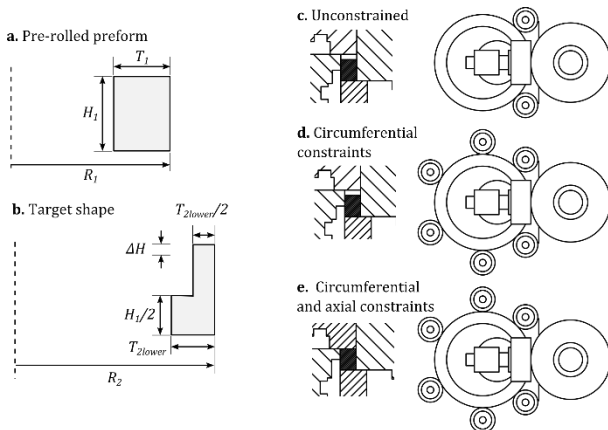 a. Pre-rolled preform
T1
H1
R1
b. Target shape
T2lower/2
ΔH
H1/2
T2lower
R2
c. Unconstrained
d. Circumferential
constraints
e. Circumferential
and axial constraints